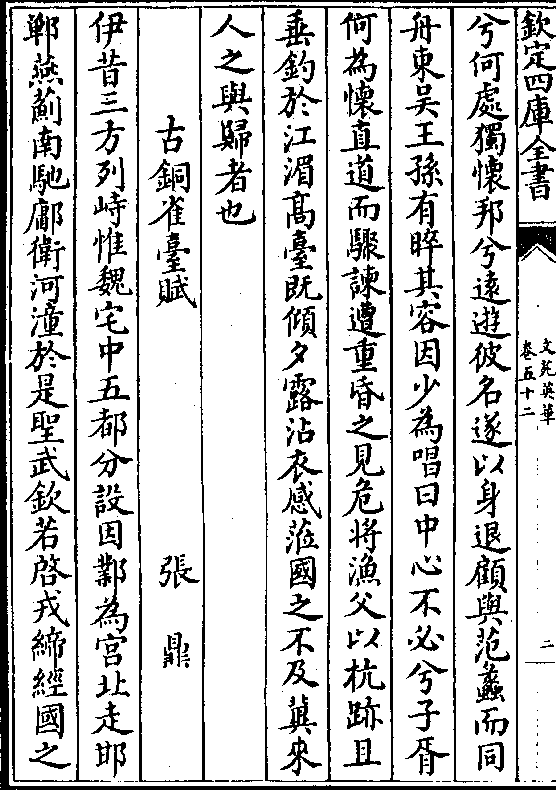 欽定四庫全書
文苑英華
卷五十二
二
兮何處獨懷邦兮遠遊彼名遂以身退顧與范蠡而同
舟東吳王孫有睟其容因少為唱曰中心不必兮子胥
何為懷直道而驟諫遭重昏之見危將漁父以杭跡且
垂釣於江湄髙臺既傾夕露沾衣感蒞國之不及冀來
人之與歸者也
古銅雀臺賦
張鼎
伊昔三方列峙惟魏宅中五都分設因鄴為宮北走邯
鄲燕薊南馳鄘衛河潼於是聖武欽若啓戎締經國之